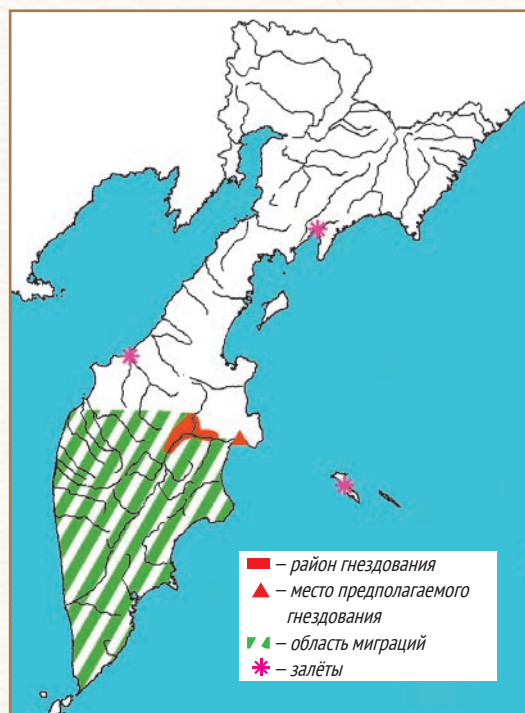 – район гнездования
– место предполагаемого
гнездования
– область миграций
– залёты